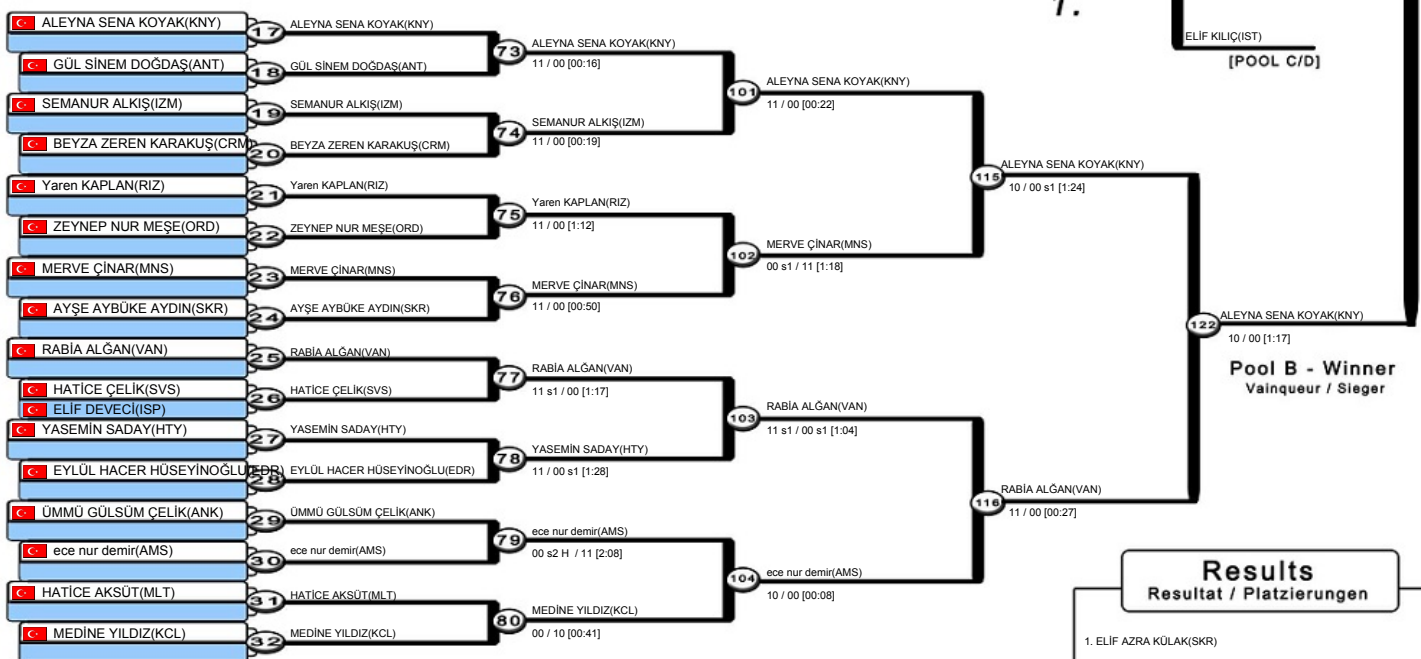 ALEYNA SENA KOYAK(KNY)
GÜL SİNEM DOĞDAŞ(ANT)
SEMANUR ALKIŞ(IZM)
BEYZA ZEREN KARAKUŞ(CRM)
Yaren KAPLAN(RIZ)
ZEYNEP NUR MEŞE(ORD)
MERVE ÇİNAR(MNS)
AYŞE AYBÜKE AYDIN(SKR)
RABİA ALĞAN(VAN)
HATİCE ÇELİK(SVS)
ELİF DEVECİ(ISP)
YASEMİN SADAY(HTY)
EYLÜL HACER HÜSEYİNOĞLU(EDR)
ÜMMÜ GÜLSÜM ÇELİK(ANK)
ece nur demir(AMS)
HATİCE AKSÜT(MLT)
MEDİNE YILDIZ(KCL)
17 ALEYNA SENA KOYAK(KNY)
18 GÜL SİNEM DOĞDAŞ(ANT)
19 SEMANUR ALKIŞ(IZM)
20 BEYZA ZEREN KARAKUŞ(CRM)
21 Yaren KAPLAN(RIZ)
22 ZEYNEP NUR MEŞE(ORD)
23 MERVE ÇİNAR(MNS)
24 AYŞE AYBÜKE AYDIN(SKR)
25 RABİA ALĞAN(VAN)
26 HATİCE ÇELİK(SVS)
27 YASEMİN SADAY(HTY)
28 EYLÜL HACER HÜSEYİNOĞLU(EDR)
29 ÜMMÜ GÜLSÜM ÇELİK(ANK)
30 ece nur demir(AMS)
31 HATİCE AKSÜT(MLT)
32 MEDİNE YILDIZ(KCL)
73 ALEYNA SENA KOYAK(KNY)
11 / 00 [00:16]
74 SEMANUR ALKIŞ(IZM)
11 / 00 [00:19]
75 Yaren KAPLAN(RIZ)
11 / 00 [1:12]
76 MERVE ÇİNAR(MNS)
11 / 00 [00:50]
77 RABİA ALĞAN(VAN)
11 s1 / 00 [1:17]
78 YASEMİN SADAY(HTY)
11 / 00 s1 [1:28]
79 ece nur demir(AMS)
00 s2 H / 11 [2:08]
80 MEDİNE YILDIZ(KCL)
00 / 10 [00:41]
101 ALEYNA SENA KOYAK(KNY)
11 / 00 [00:22]
102 MERVE ÇİNAR(MNS)
00 s1 / 11 [1:18]
103 RABİA ALĞAN(VAN)
11 s1 / 00 s1 [1:04]
104 ece nur demir(AMS)
10 / 00 [00:08]
115 ALEYNA SENA KOYAK(KNY)
10 / 00 s1 [1:24]
116 RABİA ALĞAN(VAN)
11 / 00 [00:27]
122 ALEYNA SENA KOYAK(KNY)
10 / 00 [1:17]
Pool B - Winner
Vainqueur / Sieger
1.
ELİF KILIÇ(IST)
[POOL C/D]
Results
Resultat / Platzierungen
1. ELİF AZRA KÜLAK(SKR)